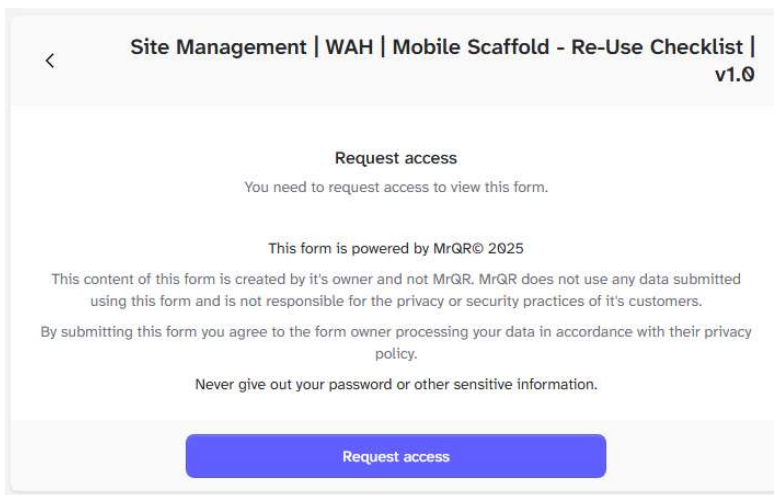 Site Management | WAH | Mobile Scaffold - Re-Use Checklist |
v1.0
Request access
You need to request access to view this form.
This form is powered by MrQR© 2025
This content of this form is created by it's owner and not MrQR. MrQR does not use any data submitted
using this form and is not responsible for the privacy or security practices of it's customers.
By submitting this form you agree to the form owner processing your data in accordance with their privacy
policy.
Never give out your password or other sensitive information.
Request access